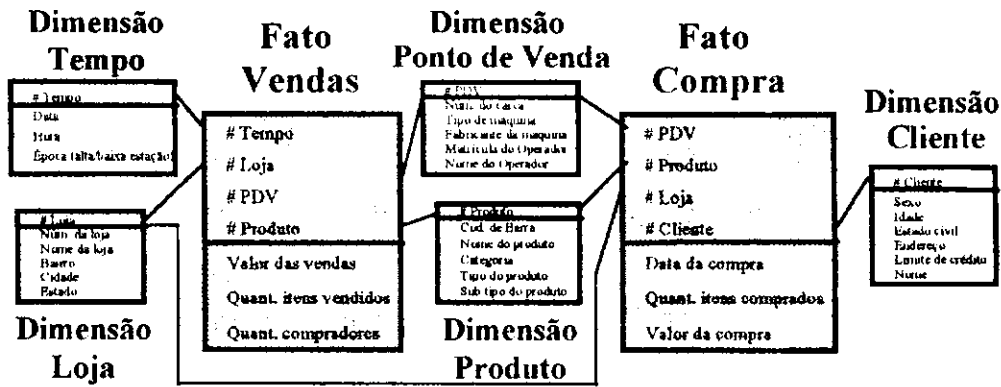 Dimensão
Tempo
# Tempo
Data
Hora
Época (alta/baixa estação)
# Loja
Núm. da loja
Nome da loja
Bairro
Cidade
Estado
Dimensão
Loja
Fato
Vendas
# Tempo
# Loja
# PDV
# Produto
Valor das vendas
Quant. itens vendidos
Quant. compradores
Dimensão
Ponto de Venda
# PDV
Núm. do caixa
Tipo de máquina
Fabricante da máquina
Matrícula do Operador
Nome do Operador
# Produto
Cód. de Barra
Nome do produto
Categoria
Tipo do produto
Sub tipo do produto
Dimensão
Produto
Fato
Compra
# PDV
# Produto
# Loja
# Cliente
Data da compra
Quant. itens comprados
Valor da compra
Dimensão
Cliente
# Cliente
Sexo
Idade
Estado civil
Endereço
Limite de crédito
Nome